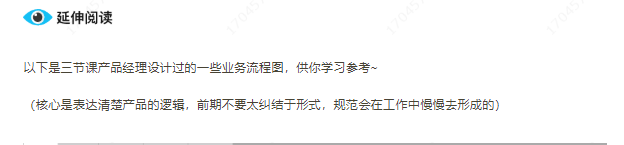 延伸阅读
以下是三节课产品经理设计过的一些业务流程图，供你学习参考~
（核心是表达清楚产品的逻辑，前期不要太纠结于形式，规范会在工作中慢慢去形成的）